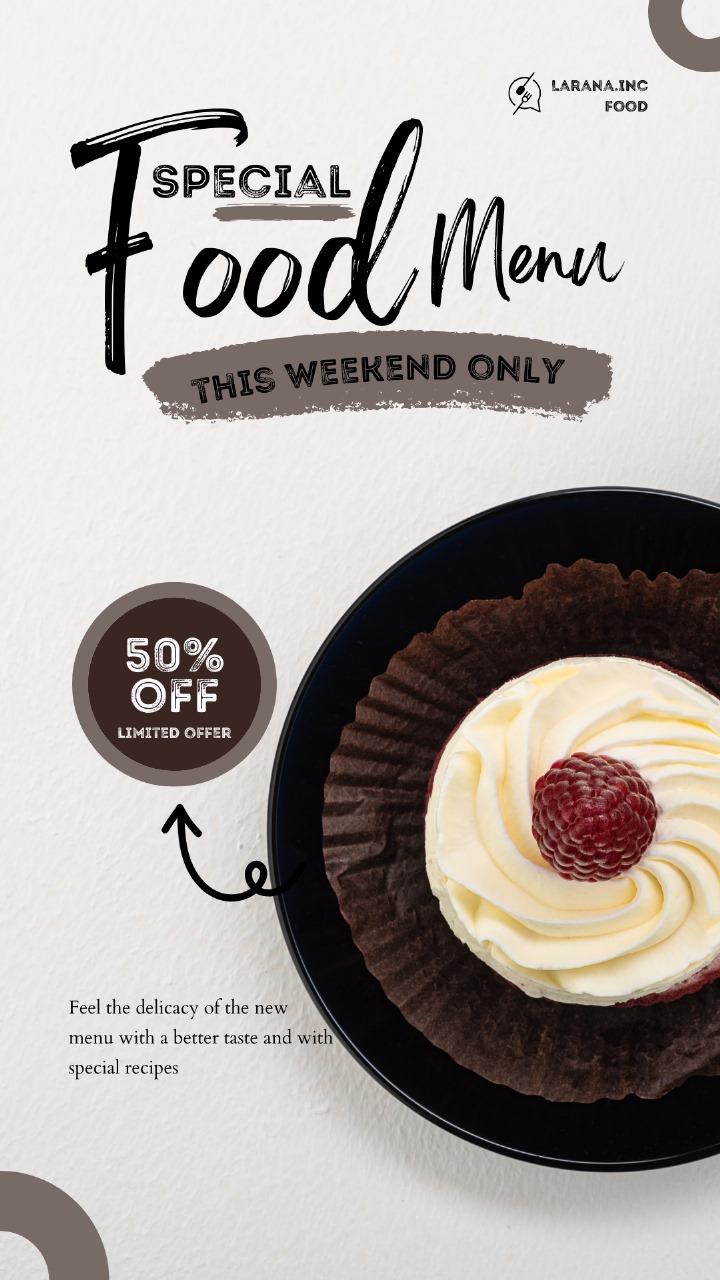 LARANA.INC
FOOD
SPECIAL
Food Menu
THIS WEEKEND ONLY
50%
OFF
LIMITED OFFER
Feel the delicacy of the new
menu with a better taste and with
special recipes